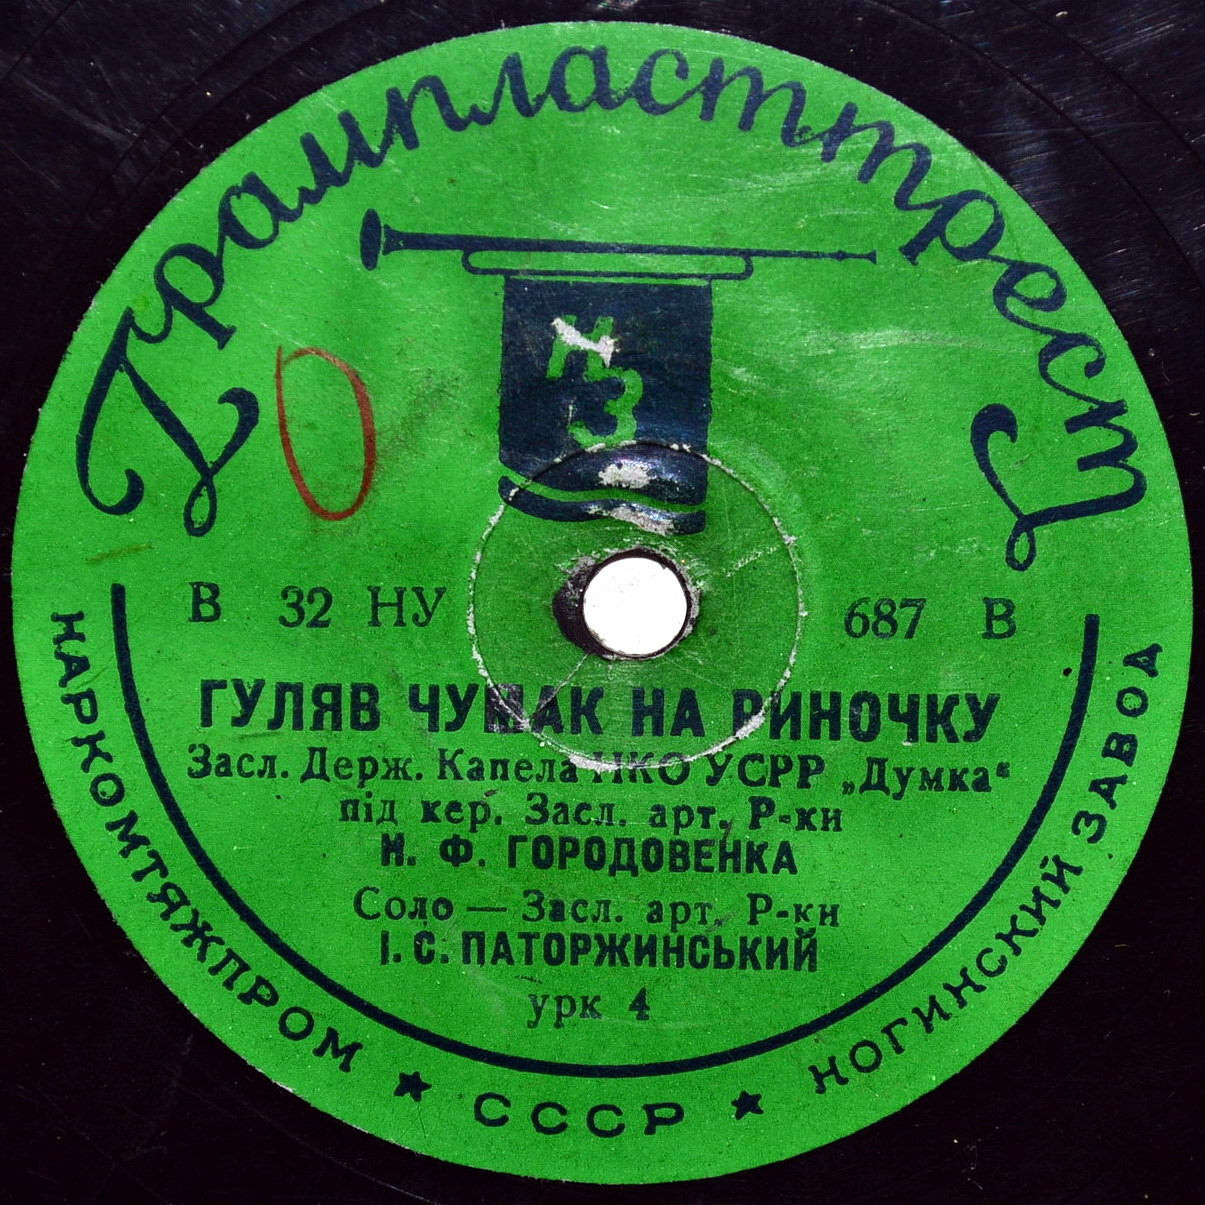 Грампласттрест
НЗ
О
В 32 НУ 687 В
ГУЛЯВ ЧУМАК НА РИНОЧКУ
Засл. Держ. Капела НКО УСРР „Думка“
під кер. Засл. арт. Р-ки
Н. Ф. ГОРОДОВЕНКА
Соло — Засл. арт. Р-ки
І. С. ПАТОРЖИНСЬКИЙ
урк 4
НАРКОМТЯЖПРОМ ★ СССР ★ НОГИНСКИЙ ЗАВОД